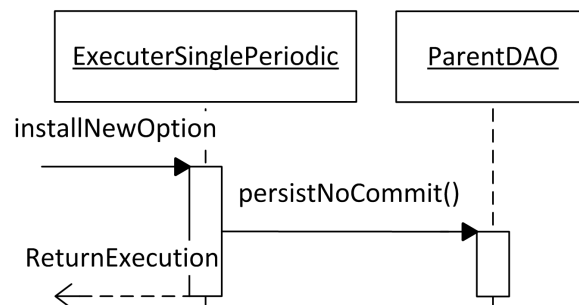 ExecuterSinglePeriodic
ParentDAO
installNewOption
persistNoCommit()
ReturnExecution